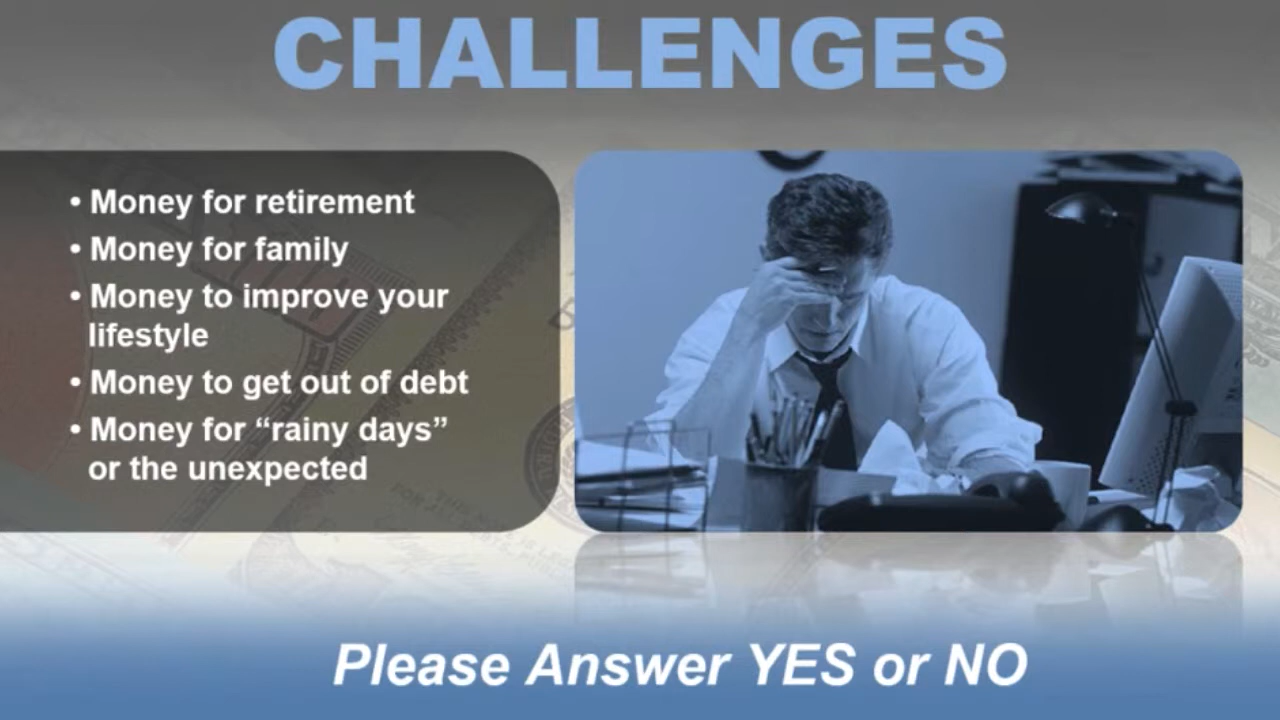 CHALLENGES
• Money for retirement
• Money for family
• Money to improve your
lifestyle
• Money to get out of debt
• Money for “rainy days”
or the unexpected
Please Answer YES or NO